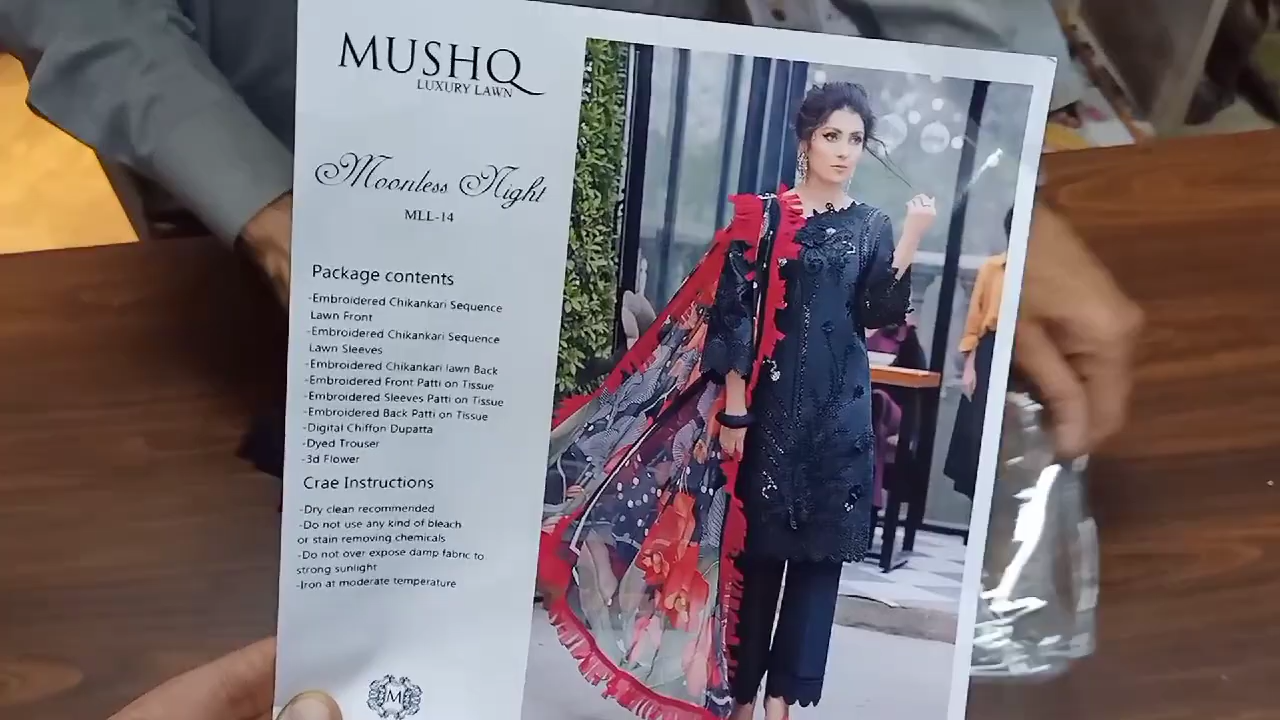 MUSHQ
LUXURY LAWN
Moonless Night
MLL-14
Package contents
-Embroidered Chikankari Sequence
Lawn Front
-Embroidered Chikankari Sequence
Lawn Sleeves
-Embroidered Chikankari lawn Back
-Embroidered Front Patti on Tissue
-Embroidered Sleeves Patti on Tissue
-Embroidered Back Patti on Tissue
-Digital Chiffon Dupatta
-Dyed Trouser
-3d Flower
Crae Instructions
-Dry clean recommended
-Do not use any kind of bleach
or stain removing chemicals
-Do not over expose damp fabric to
strong sunlight
-Iron at moderate temperature
M